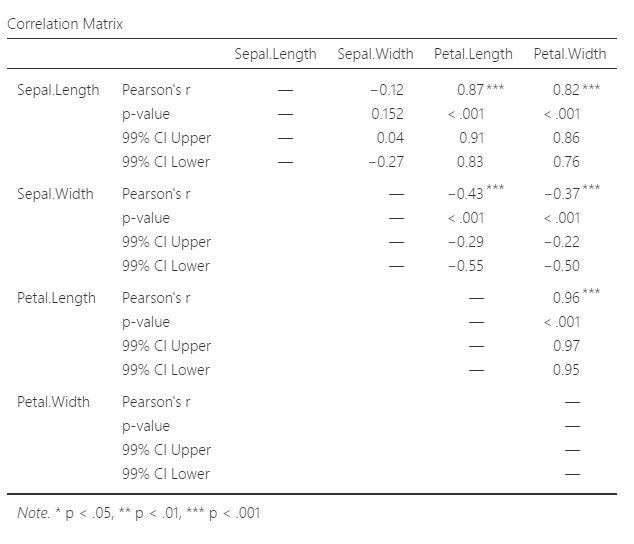 Correlation Matrix
Sepal.Length Sepal.Width Petal.Length Petal.Width
Sepal.Length Pearson's r — −0.12 0.87 *** 0.82 ***
p-value — 0.152 < .001 < .001
99% CI Upper — 0.04 0.91 0.86
99% CI Lower — −0.27 0.83 0.76
Sepal.Width Pearson's r — −0.43 *** −0.37 ***
p-value — < .001 < .001
99% CI Upper — −0.29 −0.22
99% CI Lower — −0.55 −0.50
Petal.Length Pearson's r — 0.96 ***
p-value — < .001
99% CI Upper — 0.97
99% CI Lower — 0.95
Petal.Width Pearson's r —
p-value —
99% CI Upper —
99% CI Lower —
Note. * p < .05, ** p < .01, *** p < .001